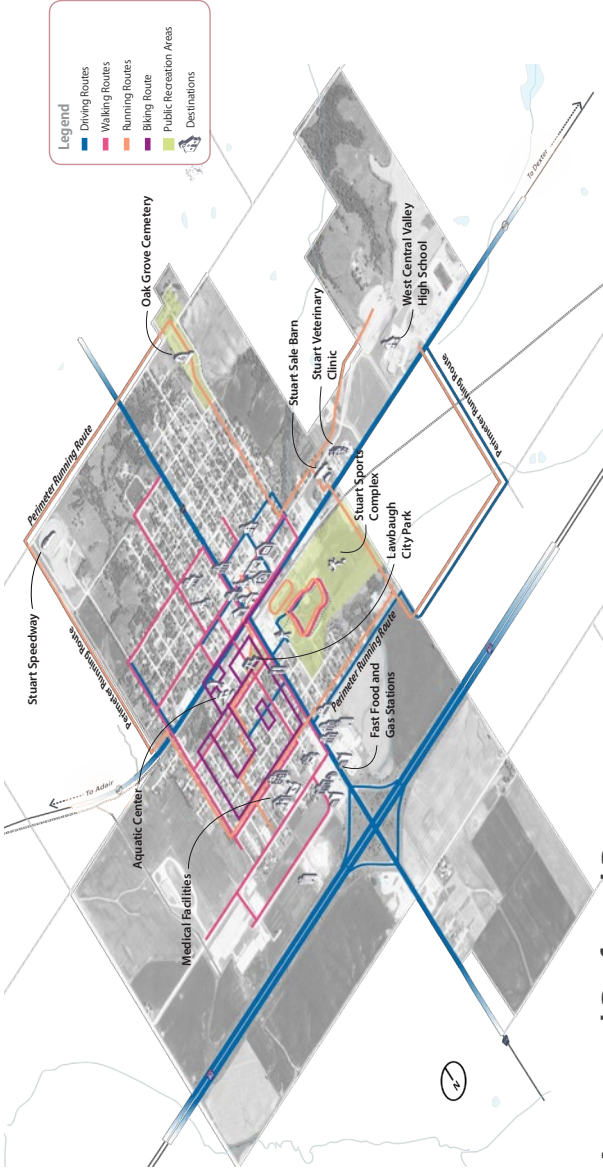 Legend
Driving Routes
Walking Routes
Running Routes
Biking Route
Public Recreation Areas
Destinations
Oak Grove Cemetery
Perimeter Running Route
Stuart Speedway
Perimeter Running Route
To Adair
Aquatic Center
Medical Facilities
Stuart Sale Barn
Stuart Veterinary
Clinic
West Central Valley
High School
To Dexter
Perimeter Running Route
Stuart Sports
Complex
Lawbaugh
City Park
Perimeter Running Route
Fast Food and
Gas Stations
N